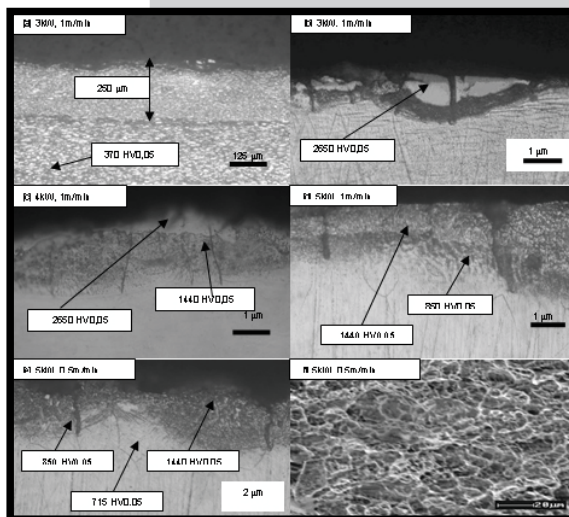 (a) 3kW, 1m/min
250 µm
370 HV0,05
125 µm
(b) 3kW, 1m/min
2650 HV0,05
1 µm
(c) 4kW, 1m/min
2650 HV0,05
1440 HV0,05
1 µm
(d) 5kW, 1m/min
1440 HV0,05
850 HV0,05
1 µm
(e) 5kW, 0,5m/min
850 HV0,05
715 HV0,05
1440 HV0,05
2 µm
(f) 5kW, 0,5m/min